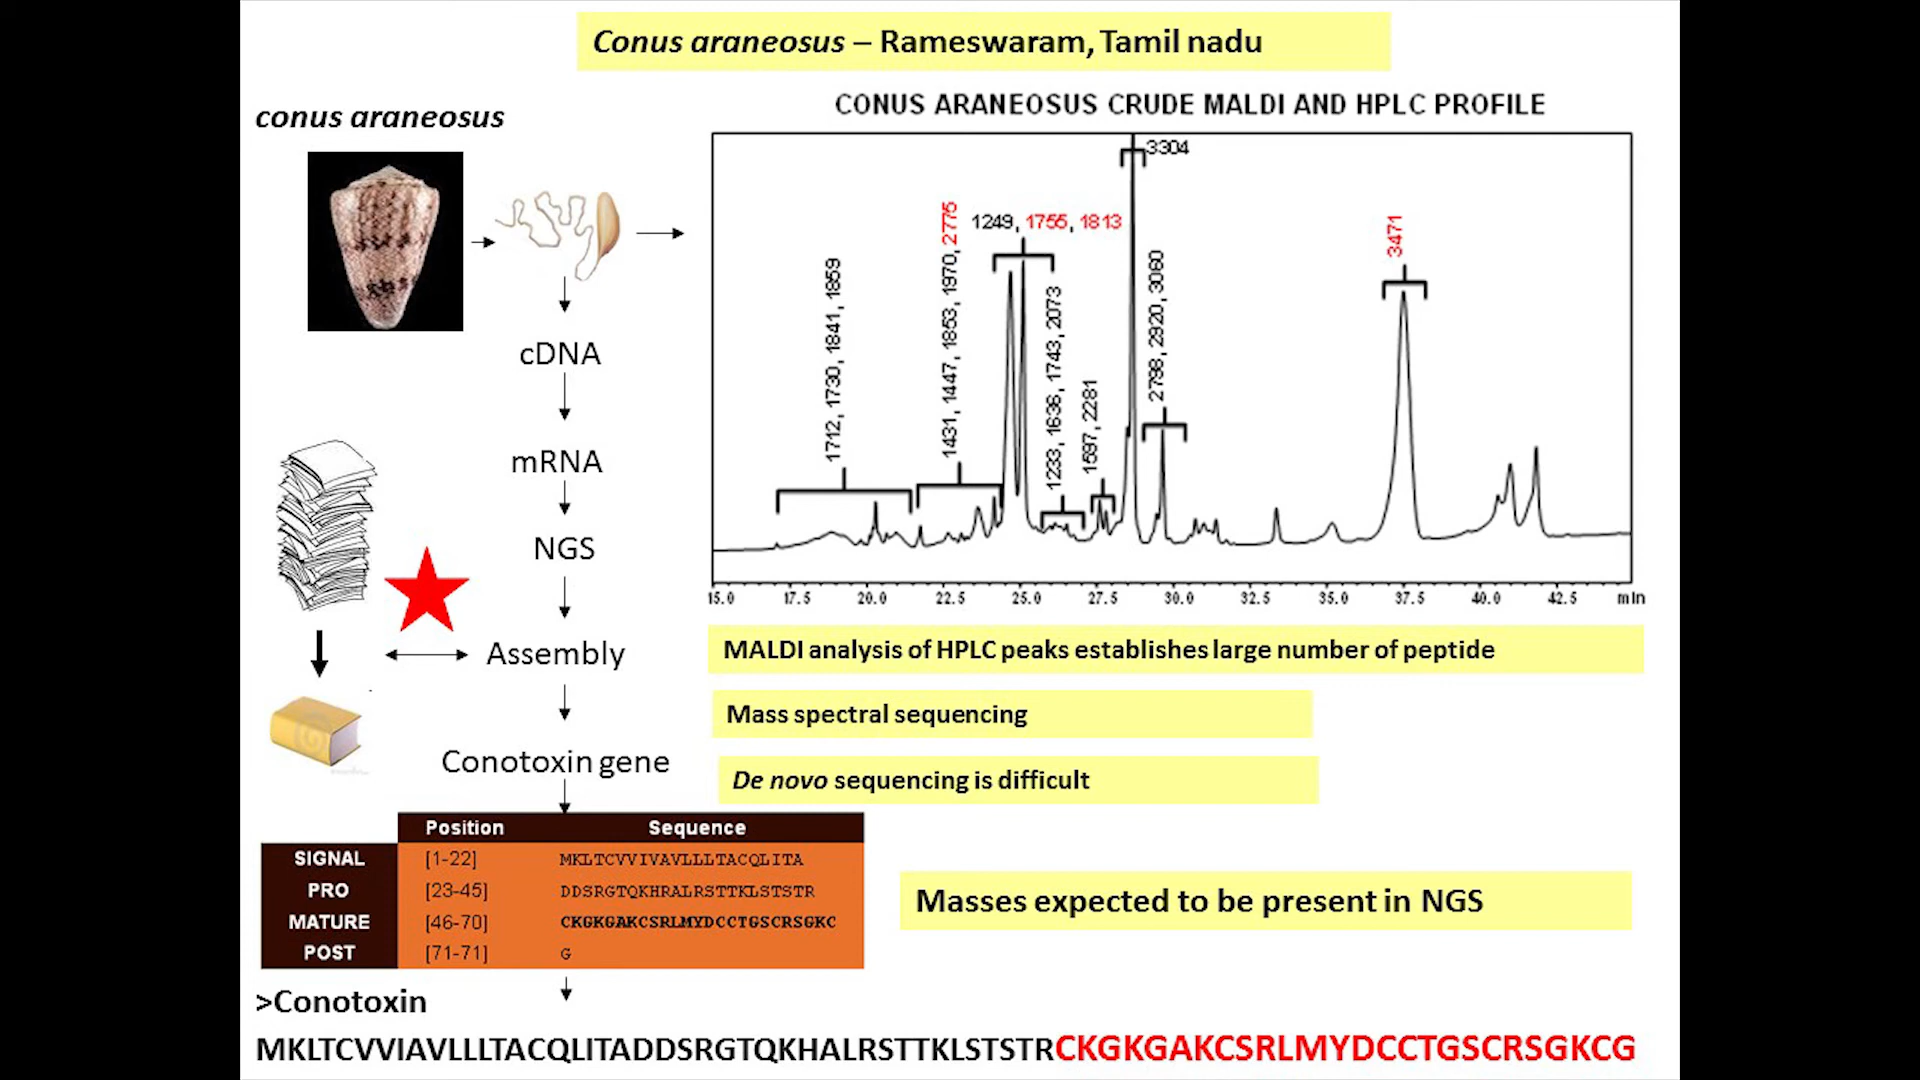 Conus araneosus – Rameswaram, Tamil nadu
conus araneosus
CONUS ARANEOSUS CRUDE MALDI AND HPLC PROFILE
1712, 1730, 1841, 1859
1431, 1447, 1853, 1970, 2775
1249, 1755, 1813
1233, 1636, 1743, 2073
1597, 2281
3304
2798, 2920, 3060
3471
15.0 17.5 20.0 22.5 25.0 27.5 30.0 32.5 35.0 37.5 40.0 42.5 min
cDNA
mRNA
NGS
Assembly
Conotoxin gene
MALDI analysis of HPLC peaks establishes large number of peptide
Mass spectral sequencing
De novo sequencing is difficult
Masses expected to be present in NGS
Position Sequence
SIGNAL [1-22] MKLTCVVIVAVLLLTACQLITA
PRO [23-45] DDSRGTQKHRALRSTTKLSTSTR
MATURE [46-70] CKGKGAKCSRLMYDCCTGSCRSGKC
POST [71-71] G
>Conotoxin
MKLTCVVIAVLLLTACQLITADDSRGTQKHALRSTTKLSTSTRCKGKGAKCSRLMYDCCTGSCRSGKCG